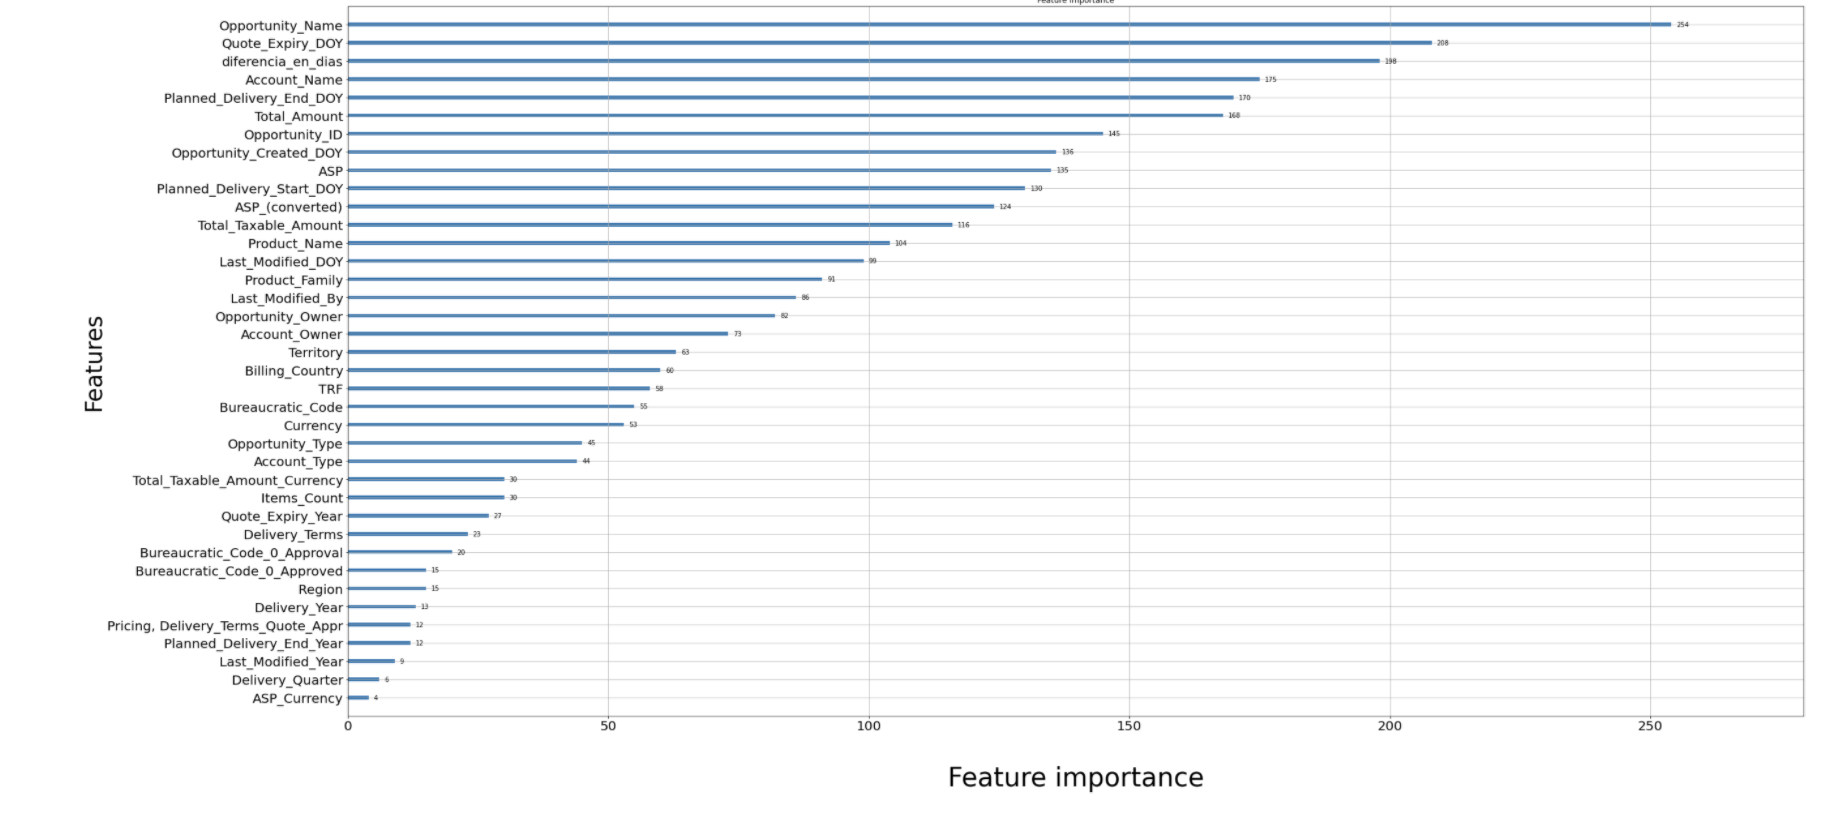 Feature importance
Opportunity_Name 254
Quote_Expiry_DOY 208
diferencia_en_dias 198
Account_Name 175
Planned_Delivery_End_DOY 170
Total_Amount 168
Opportunity_ID 145
Opportunity_Created_DOY 136
ASP 135
Planned_Delivery_Start_DOY 130
ASP_(converted) 124
Total_Taxable_Amount 116
Product_Name 104
Last_Modified_DOY 99
Product_Family 91
Last_Modified_By 86
Opportunity_Owner 82
Account_Owner 73
Territory 63
Billing_Country 60
TRF 58
Bureaucratic_Code 55
Currency 53
Opportunity_Type 45
Account_Type 44
Total_Taxable_Amount_Currency 30
Items_Count 30
Quote_Expiry_Year 27
Delivery_Terms 23
Bureaucratic_Code_0_Approval 20
Bureaucratic_Code_0_Approved 15
Region 15
Delivery_Year 13
Pricing, Delivery_Terms_Quote_Appr 12
Planned_Delivery_End_Year 12
Last_Modified_Year 9
Delivery_Quarter 6
ASP_Currency 4
Features
0 50 100 150 200 250
Feature importance